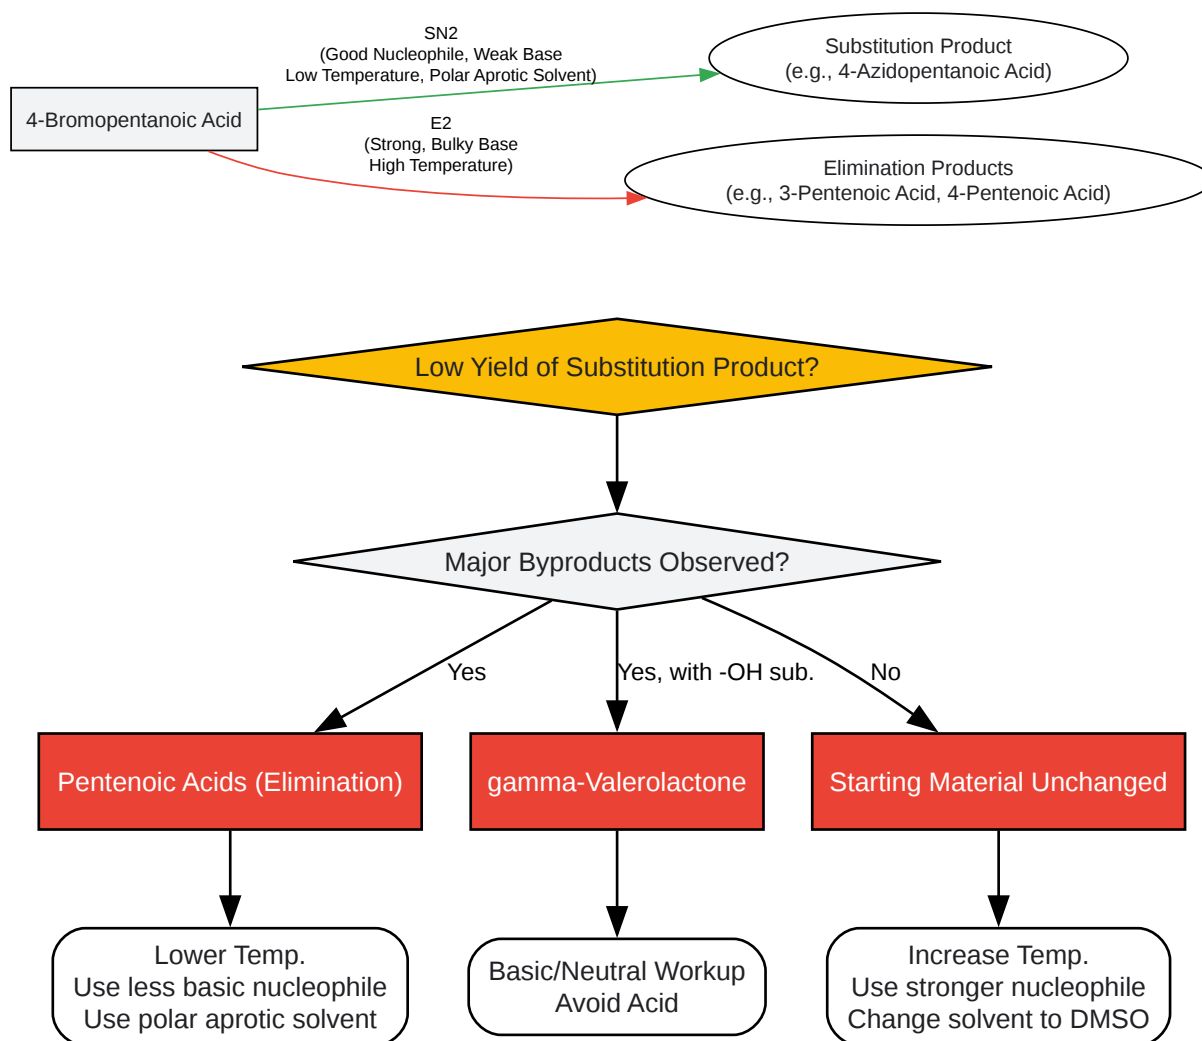 SN2
(Good Nucleophile, Weak Base
Low Temperature, Polar Aprotic Solvent)
Substitution Product
(e.g., 4-Azidopentanoic Acid)
4-Bromopentanoic Acid
E2
(Strong, Bulky Base
High Temperature)
Elimination Products
(e.g., 3-Pentenoic Acid, 4-Pentenoic Acid)
Low Yield of Substitution Product?
Major Byproducts Observed?
Yes
Yes, with -OH sub.
No
Pentenoic Acids (Elimination)
gamma-Valerolactone
Starting Material Unchanged
Lower Temp.
Use less basic nucleophile
Use polar aprotic solvent
Basic/Neutral Workup
Avoid Acid
Increase Temp.
Use stronger nucleophile
Change solvent to DMSO